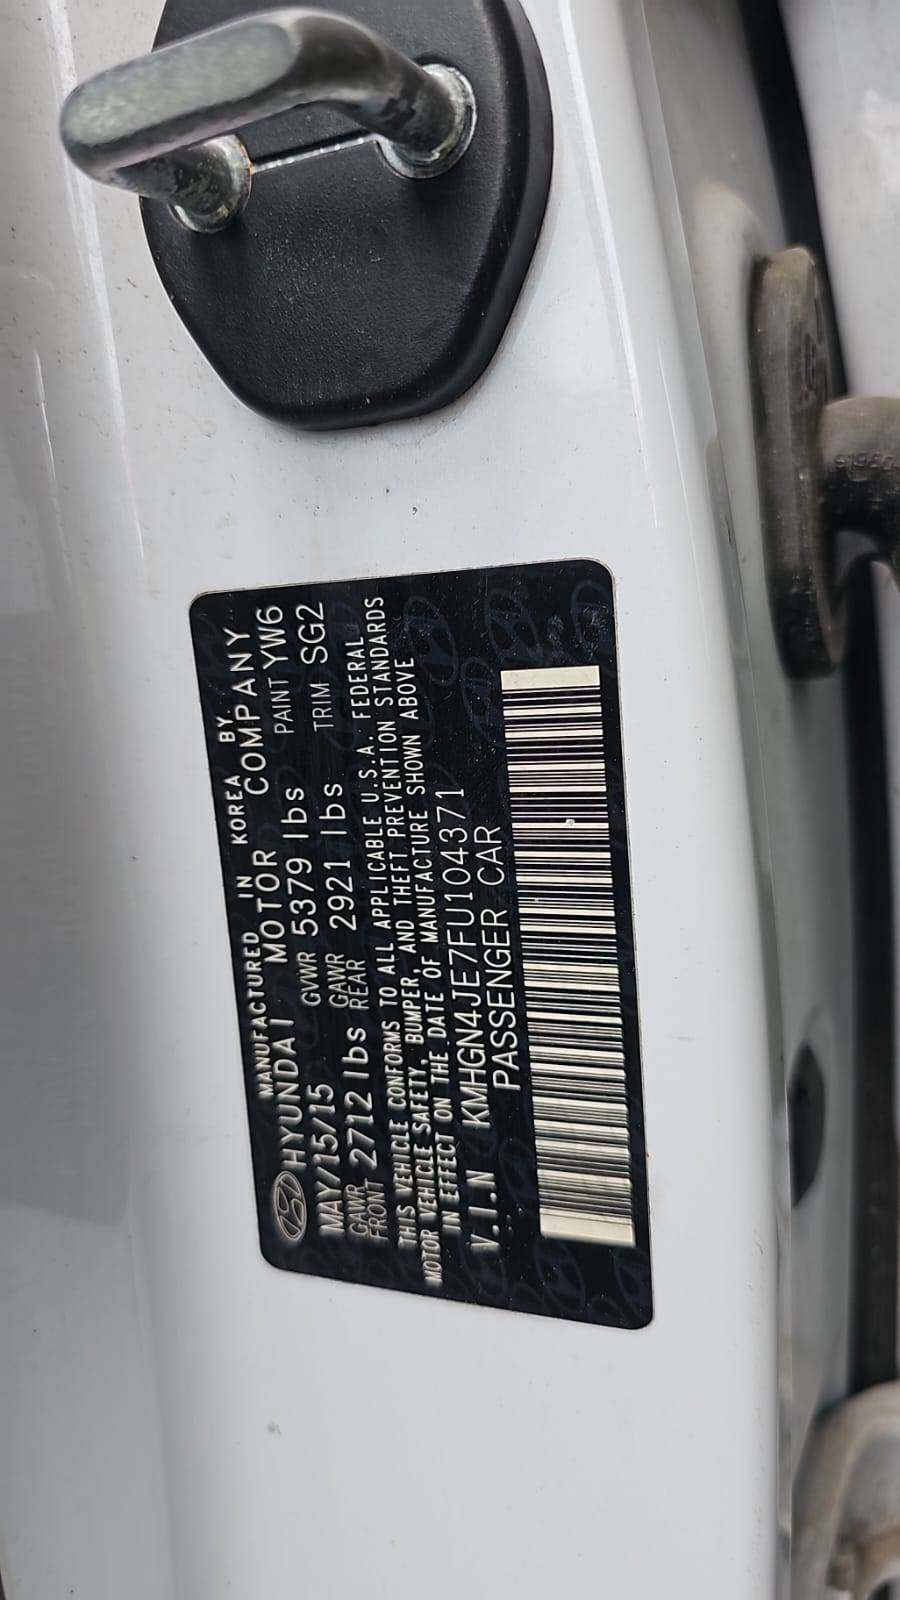 MANUFACTURED IN KOREA BY
HYUNDAI MOTOR COMPANY
MAY/15/15 GVWR 5379 lbs PAINT YW6
GAWR FRONT 2712 lbs GAWR REAR 2921 lbs TRIM SG2
THIS VEHICLE CONFORMS TO ALL APPLICABLE U.S.A. FEDERAL
MOTOR VEHICLE SAFETY, BUMPER, AND THEFT PREVENTION STANDARDS
IN EFFECT ON THE DATE OF MANUFACTURE SHOWN ABOVE
V.I.N KMHGN4JE7FU104371
PASSENGER CAR